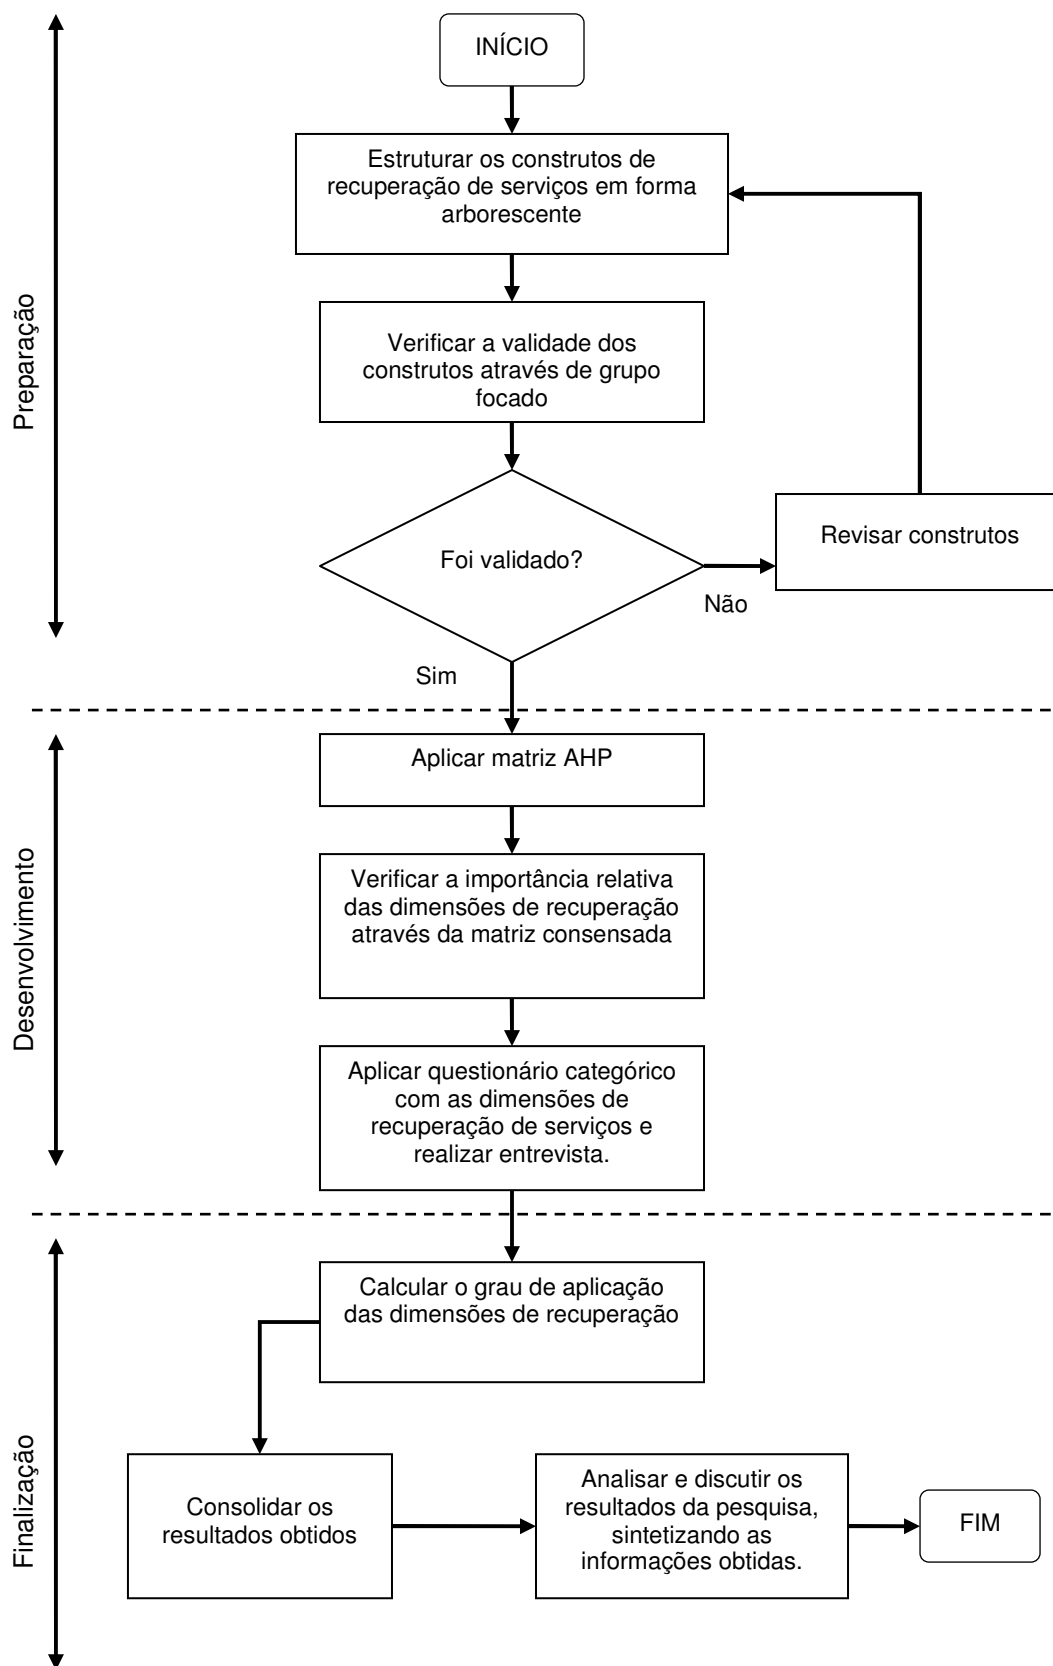 INÍCIO
Estruturar os construtos de
recuperação de serviços em forma
arborescente
Preparação
Verificar a validade dos
construtos através de grupo
focado
Foi validado?
Revisar construtos
Não
Sim
Desenvolvimento
Aplicar matriz AHP
Verificar a importância relativa
das dimensões de recuperação
através da matriz consensada
Aplicar questionário categórico
com as dimensões de
recuperação de serviços e
realizar entrevista.
Finalização
Calcular o grau de aplicação
das dimensões de recuperação
Consolidar os
resultados obtidos
Analisar e discutir os
resultados da pesquisa,
sintetizando as
informações obtidas.
FIM